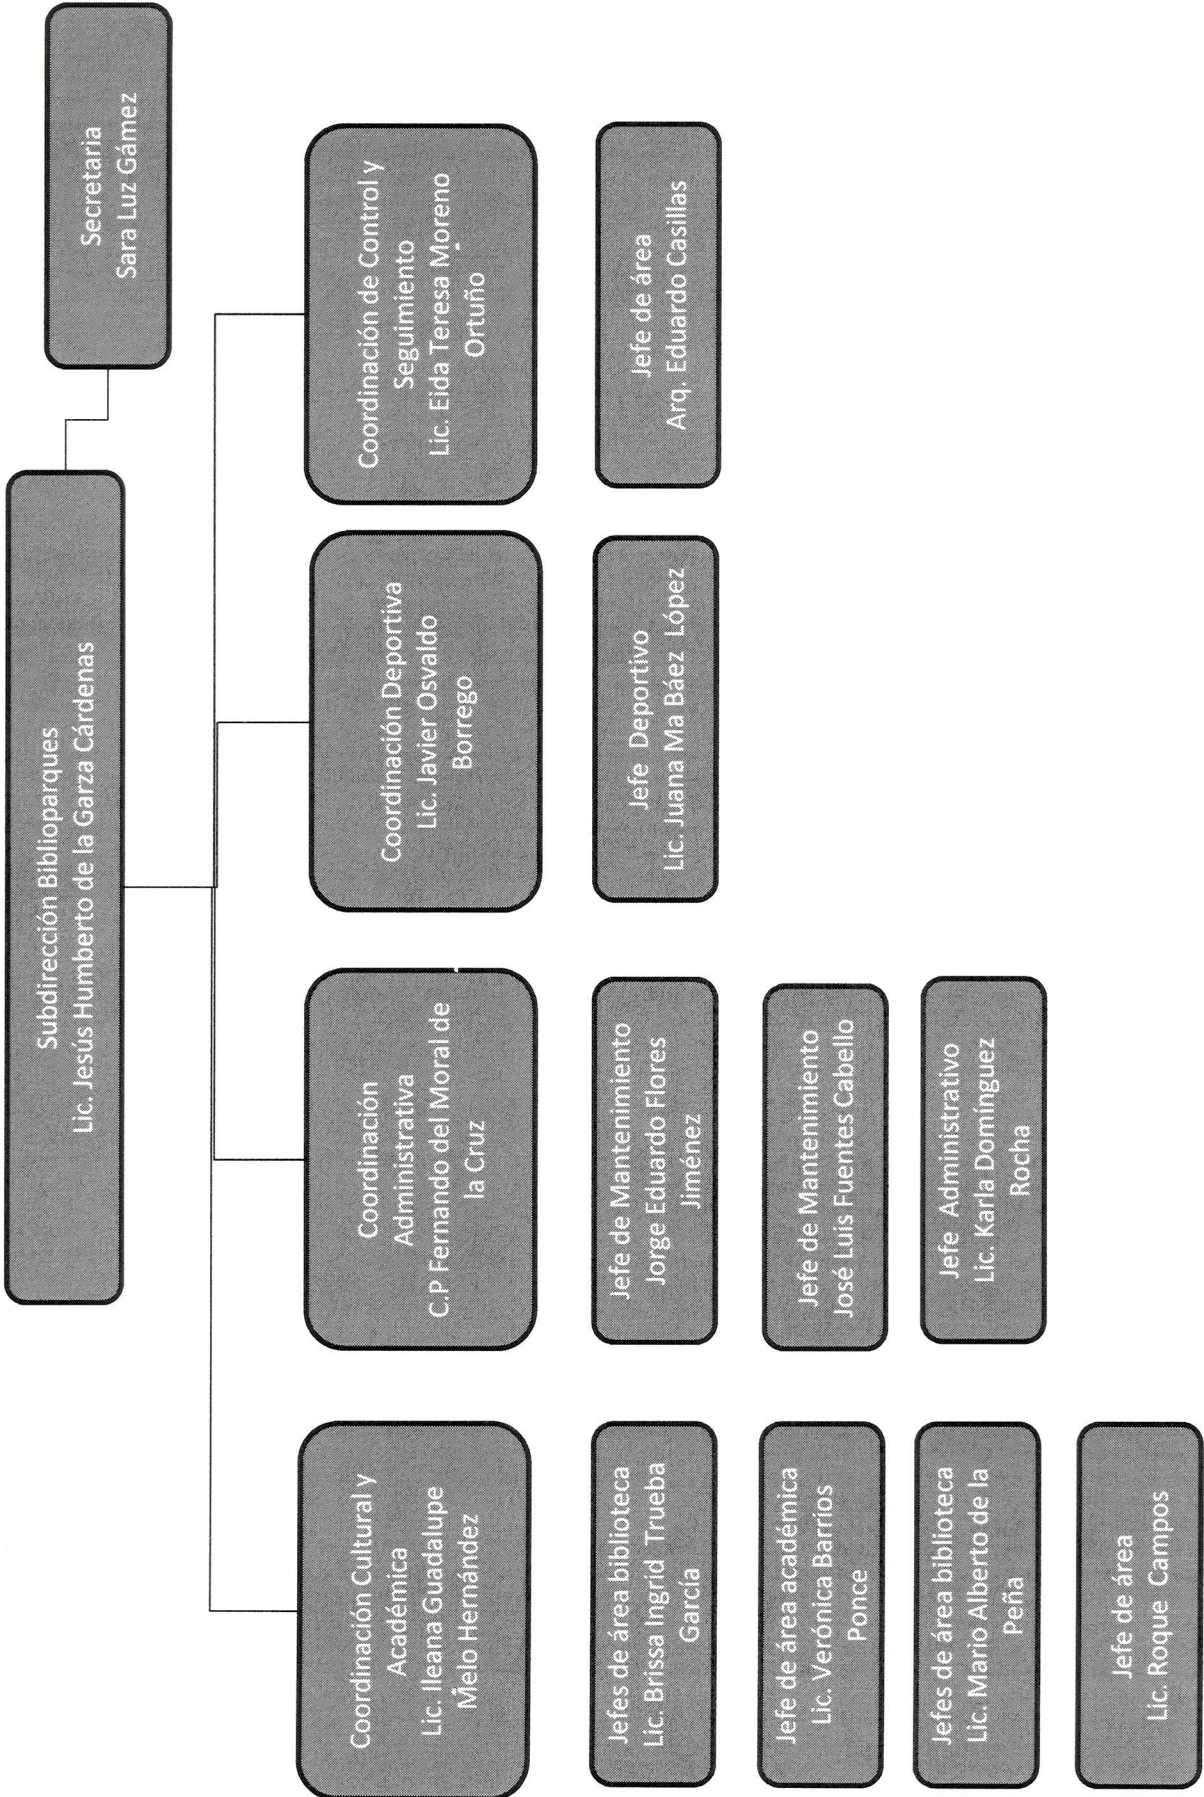 Subdirección Biblioparques
Lic. Jesús Humberto de la Garza Cárdenas
Secretaria
Sara Luz Gámez
Coordinación Cultural y
Académica
Lic. Ileana Guadalupe
Melo Hernández
Jefes de área biblioteca
Lic. Brissa Ingrid Trueba
García
Jefe de área académica
Lic. Verónica Barrios
Ponce
Jefes de área biblioteca
Lic. Mario Alberto de la
Peña
Jefe de área
Lic. Roque Campos
Coordinación
Administrativa
C.P Fernando del Moral de
la Cruz
Jefe de Mantenimiento
Jorge Eduardo Flores
Jiménez
Jefe de Mantenimiento
José Luis Fuentes Cabello
Jefe Administrativo
Lic. Karla Domínguez
Rocha
Coordinación Deportiva
Lic. Javier Osvaldo
Borrego
Jefe Deportivo
Lic. Juana Ma Báez López
Coordinación de Control y
Seguimiento
Lic. Eida Teresa Moreno
Ortuño
Jefe de área
Arq. Eduardo Casillas